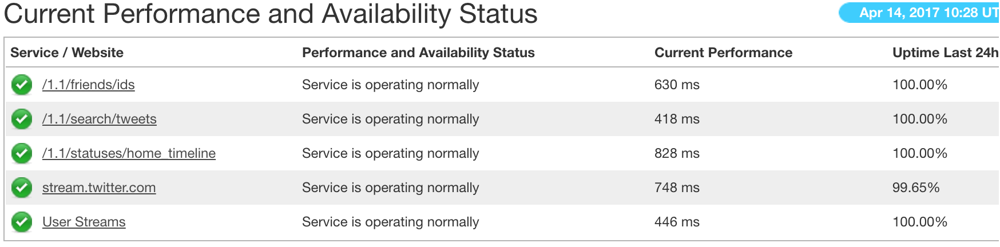 Current Performance and Availability Status
Apr 14, 2017 10:28 UT
Service / Website Performance and Availability Status Current Performance Uptime Last 24h
/1.1/friends/ids Service is operating normally 630 ms 100.00%
/1.1/search/tweets Service is operating normally 418 ms 100.00%
/1.1/statuses/home_timeline Service is operating normally 828 ms 100.00%
stream.twitter.com Service is operating normally 748 ms 99.65%
User Streams Service is operating normally 446 ms 100.00%